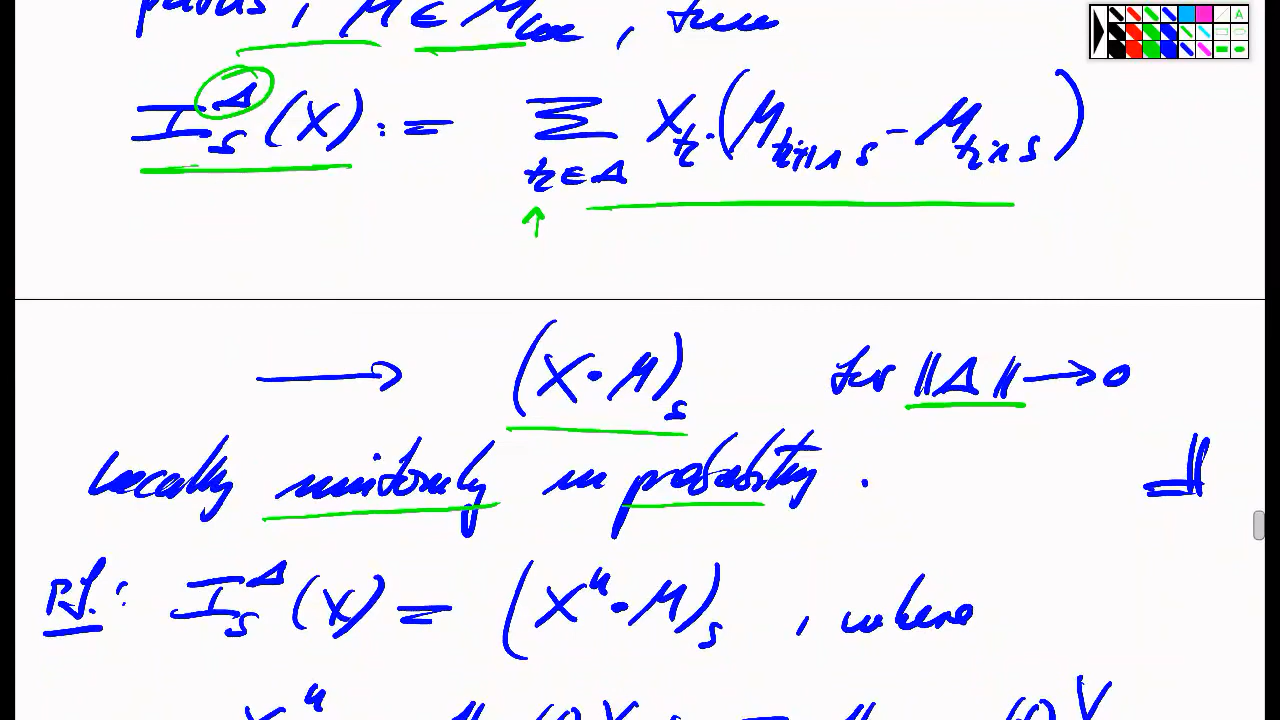 paths, M ∈ M_loc, then
I_s^Δ(X) := Σ_{t_i ∈ Δ} X_{t_i} · (M_{t_{i+1} ∧ s} - M_{t_i ∧ s})
⟶ (X • M)_s for ‖Δ‖ → 0
locally uniformly in probability.
Pf.: I_s^Δ(X) = (X^n • M)_s, where
X^n